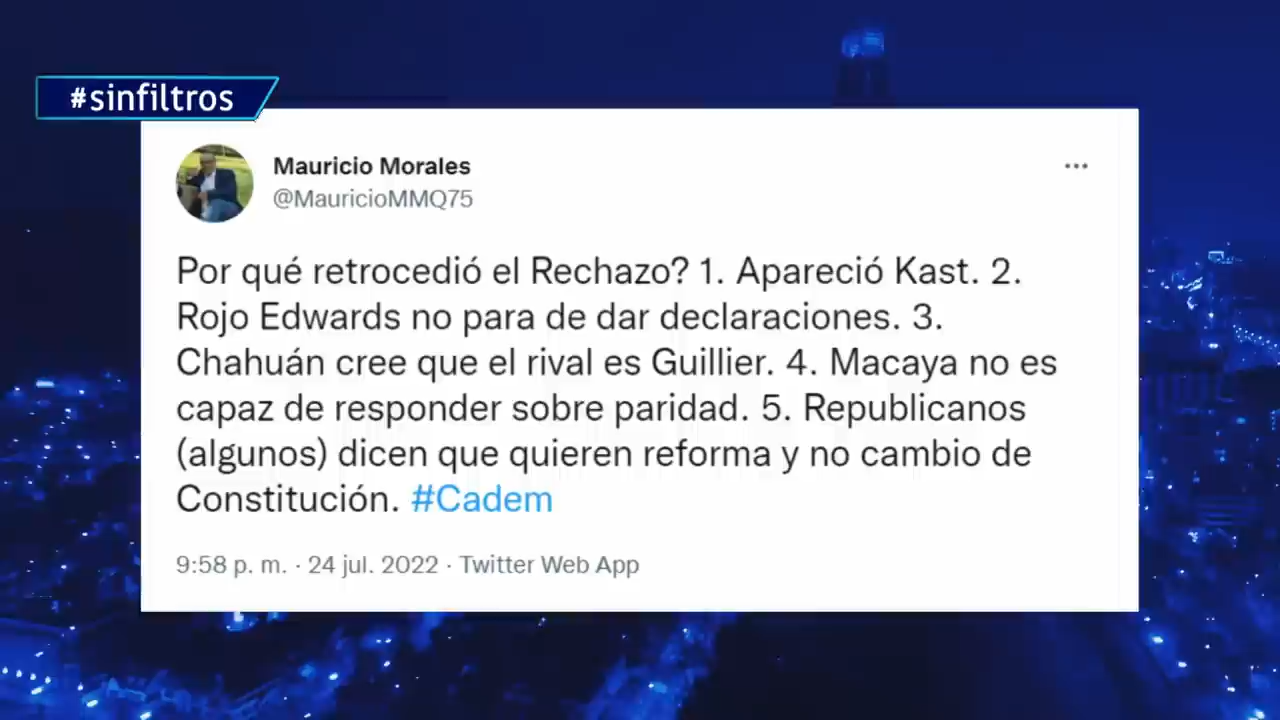 #sinfiltros
Mauricio Morales
@MauricioMMQ75
Por qué retrocedió el Rechazo? 1. Apareció Kast. 2.
Rojo Edwards no para de dar declaraciones. 3.
Chahuán cree que el rival es Guillier. 4. Macaya no es
capaz de responder sobre paridad. 5. Republicanos
(algunos) dicen que quieren reforma y no cambio de
Constitución. #Cadem
9:58 p. m. · 24 jul. 2022 · Twitter Web App